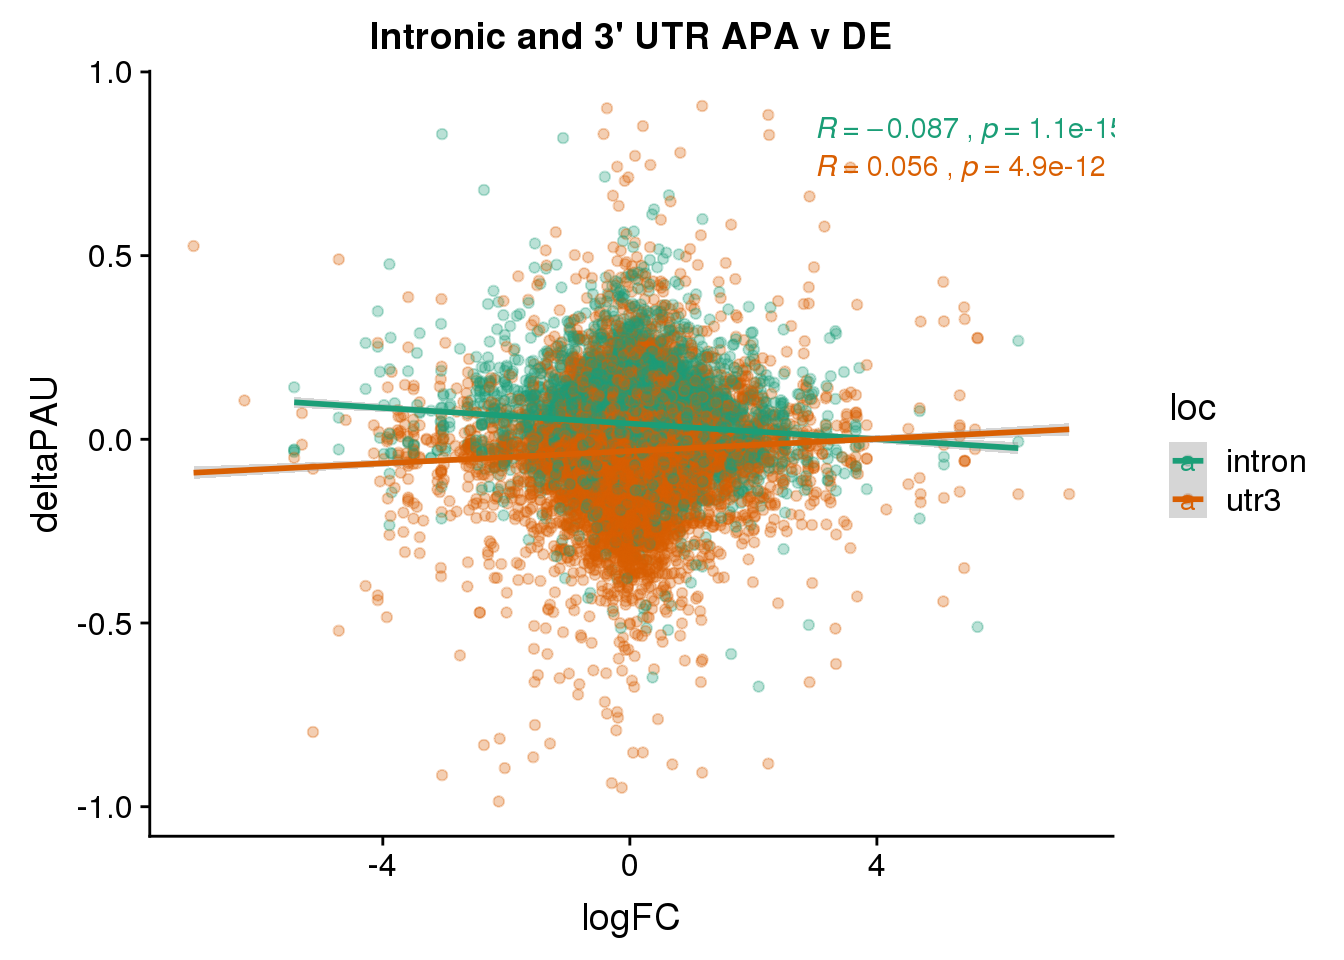 Intronic and 3' UTR APA v DE
1.0
0.5
0.0
-0.5
-1.0
deltaPAU
R = −0.087 , p = 1.1e-15
R = 0.056 , p = 4.9e-12
-4
0
4
logFC
loc
a intron
a utr3